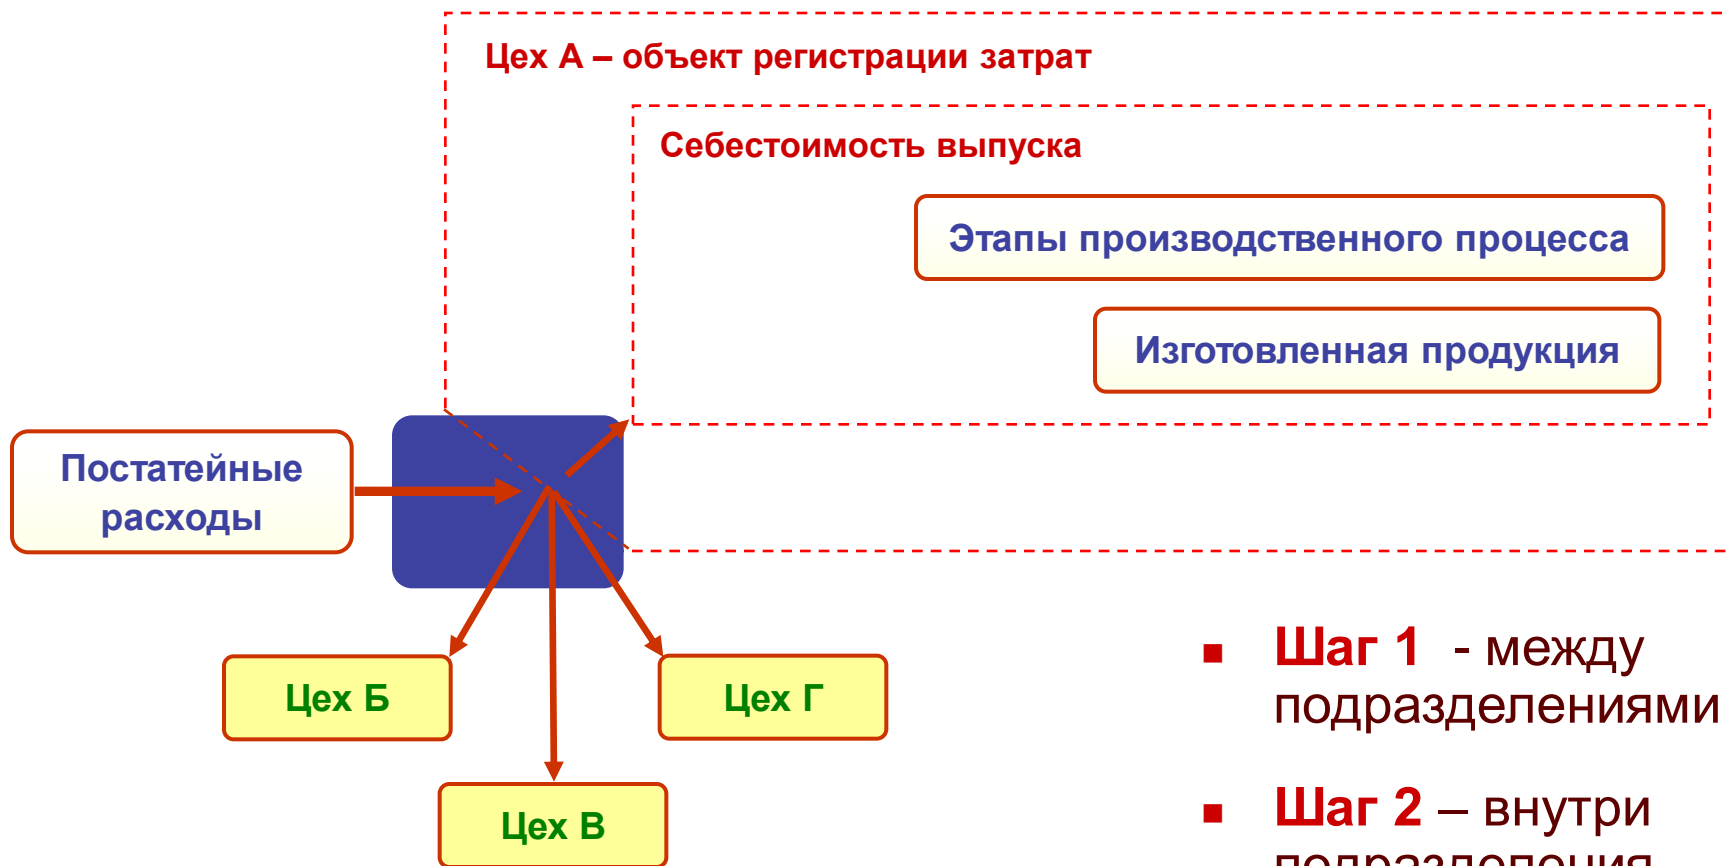 Цех А – объект регистрации затрат
Себестоимость выпуска
Этапы производственного процесса
Изготовленная продукция
Постатейные
расходы
Цех Б
Цех Г
Цех В
Шаг 1 - между
подразделениями
Шаг 2 – внутри
подразделения